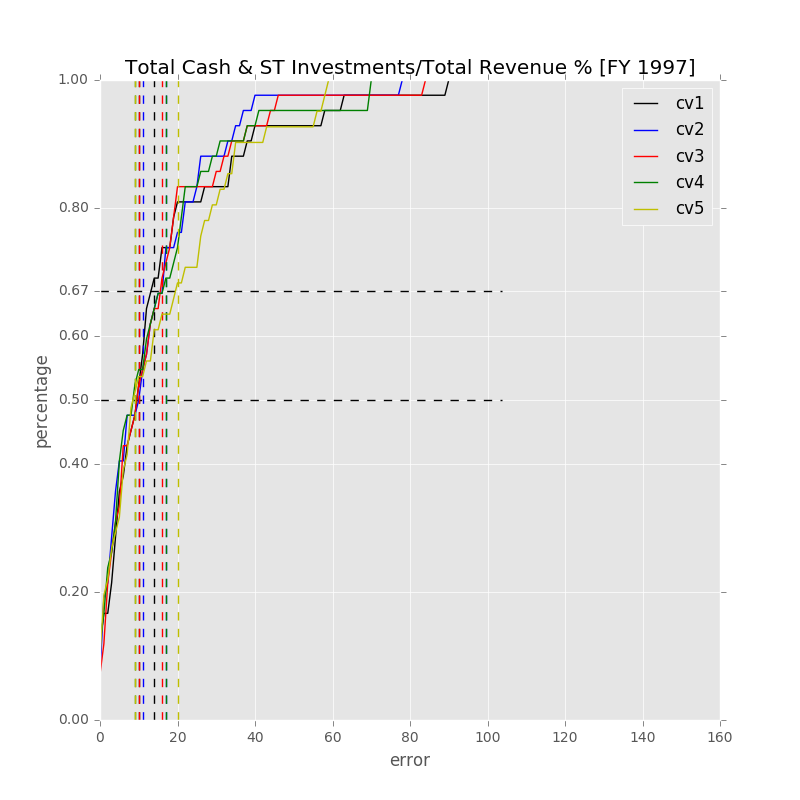 Total Cash & ST Investments/Total Revenue % [FY 1997]
1.00
0.80
0.67
0.60
0.50
0.40
0.20
0.00
percentage
cv1
cv2
cv3
cv4
cv5
0 20 40 60 80 100 120 140 160
error